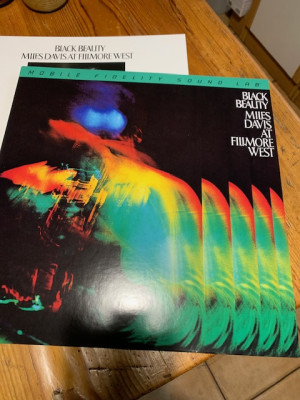 BLACK BEAUTY
MILES DAVIS AT FILLMORE WEST
MOBILE FIDELITY SOUND LAB
BLACK
BEAUTY
MILES
DAVIS
AT
FILLMORE
WEST